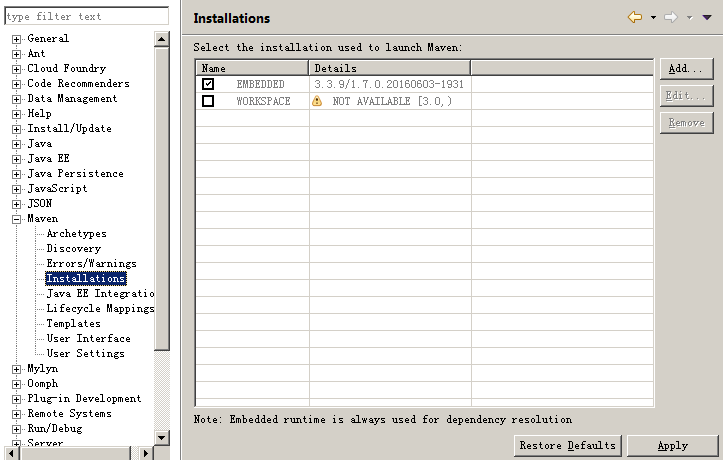 type filter text
General
Ant
Cloud Foundry
Code Recommenders
Data Management
Help
Install/Update
Java
Java EE
Java Persistence
JavaScript
JSON
Maven
Archetypes
Discovery
Errors/Warnings
Installations
Java EE Integratio
Lifecycle Mappings
Templates
User Interface
User Settings
Mylyn
Oomph
Plug-in Development
Remote Systems
Run/Debug
Server
Installations
Select the installation used to launch Maven:
Name Details
EMBEDDED 3.3.9/1.7.0.20160603-1931
WORKSPACE NOT AVAILABLE [3.0,)
Add...
Edit...
Remove
Note: Embedded runtime is always used for dependency resolution
Restore Defaults Apply